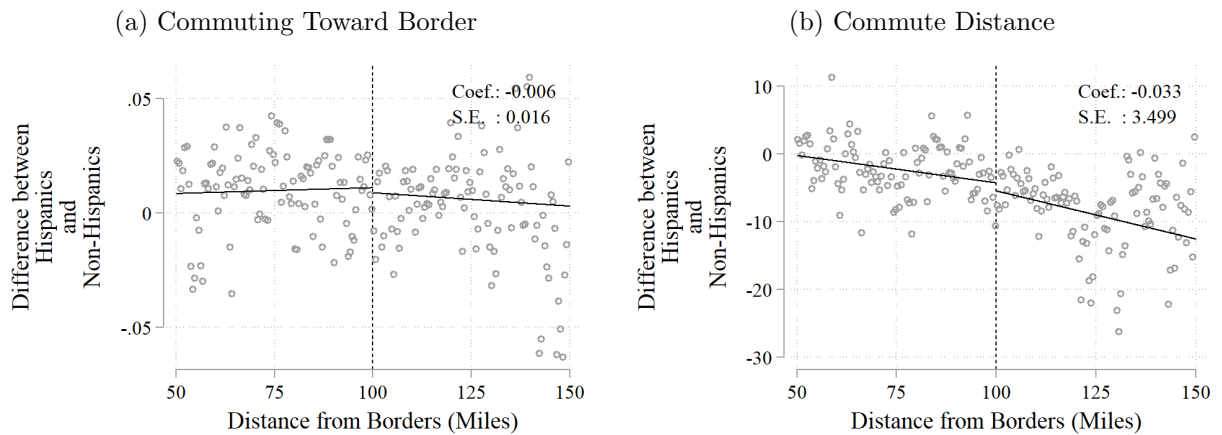 (a) Commuting Toward Border
Coef.: -0.006
S.E. : 0.016
.05
0
-.05
Difference between
Hispanics
and
Non-Hispanics
50
75
100
125
150
Distance from Borders (Miles)
(b) Commute Distance
Coef.: -0.033
S.E. : 3.499
10
0
-10
-20
-30
Difference between
Hispanics
and
Non-Hispanics
50
75
100
125
150
Distance from Borders (Miles)